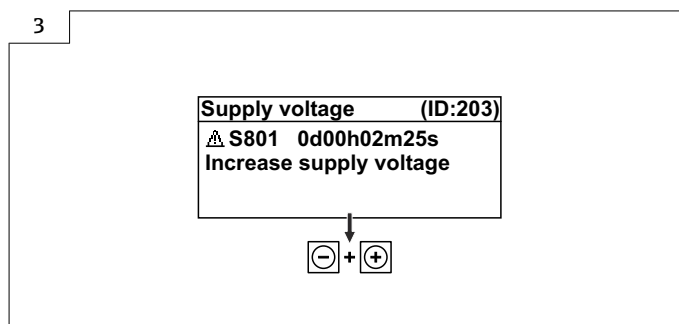 3
Supply voltage (ID:203)
⚠ S801 0d00h02m25s
Increase supply voltage
- + +